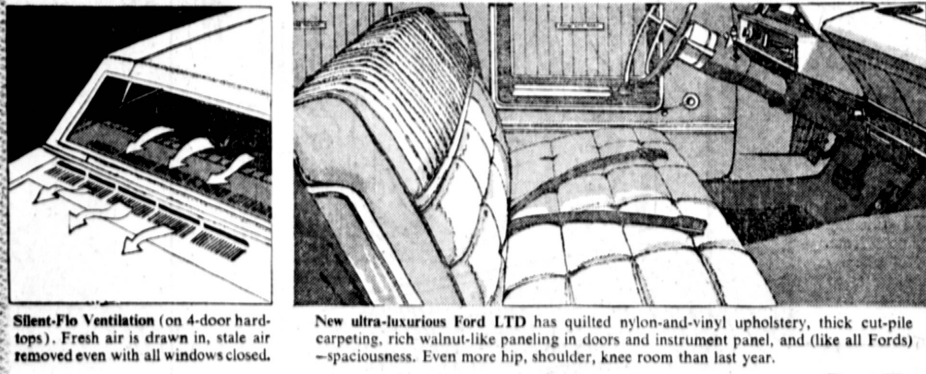 Silent-Flo Ventilation (on 4-door hard-
tops). Fresh air is drawn in, stale air
removed even with all windows closed.
New ultra-luxurious Ford LTD has quilted nylon-and-vinyl upholstery, thick cut-pile
carpeting, rich walnut-like paneling in doors and instrument panel, and (like all Fords)
—spaciousness. Even more hip, shoulder, knee room than last year.